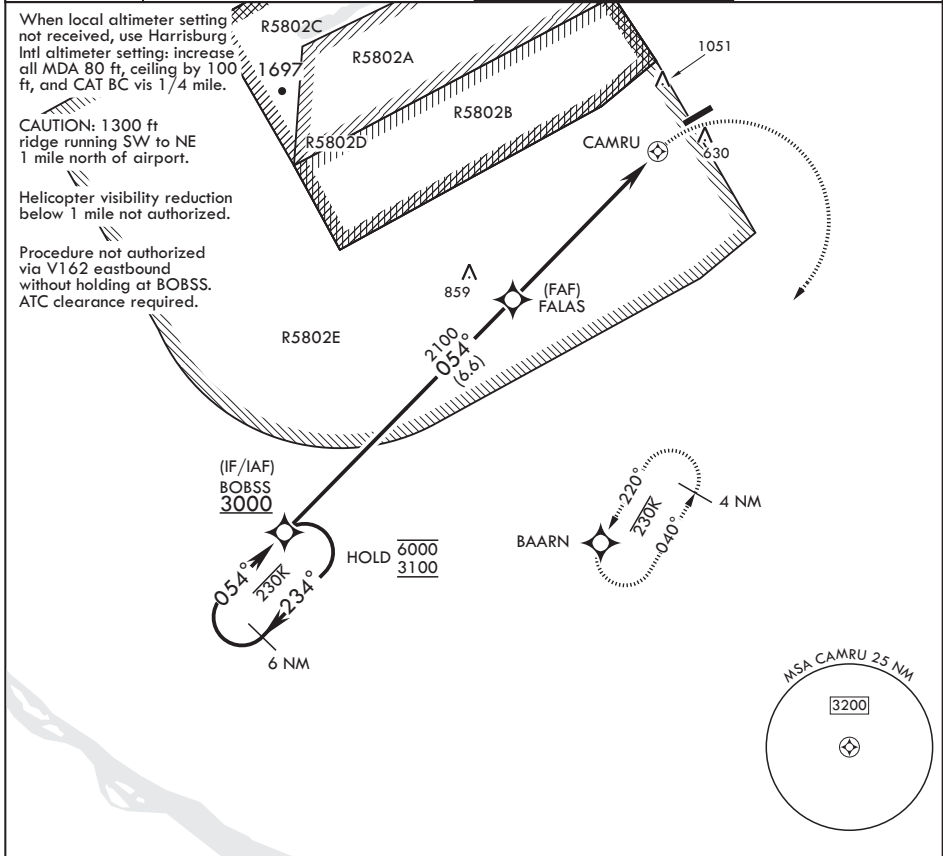 When local altimeter setting
not received, use Harrisburg
Intl altimeter setting: increase
all MDA 80 ft, ceiling by 100
ft, and CAT BC vis 1/4 mile.
CAUTION: 1300 ft
ridge running SW to NE
1 mile north of airport.
Helicopter visibility reduction
below 1 mile not authorized.
Procedure not authorized
via V162 eastbound
without holding at BOBSS.
ATC clearance required.
R5802C
R5802A
1697
R5802B
R5802D
1051
CAMRU
630
859
(FAF)
FALAS
R5802E
2100
054°
(6.6)
(IF/IAF)
BOBSS
3000
HOLD
6000
3100
054°
230K
234°
6 NM
BAARN
220°
230K
040°
4 NM
MSA CAMRU 25 NM
3200